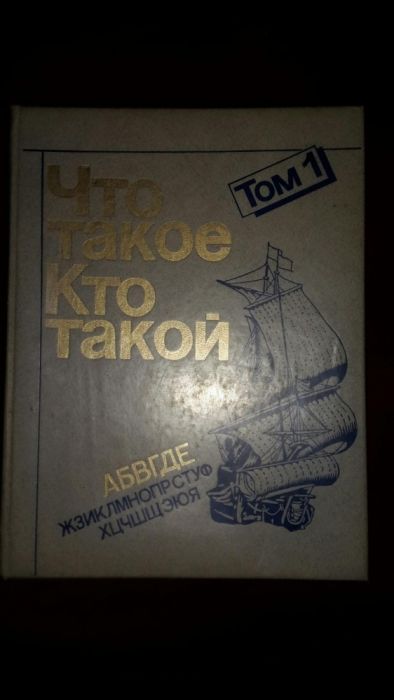 Том 1
Что
такое
Кто
такой
АБВГДЕ
ЖЗИКЛМНОПРСТУФ
ХЦЧШЩЭЮЯ